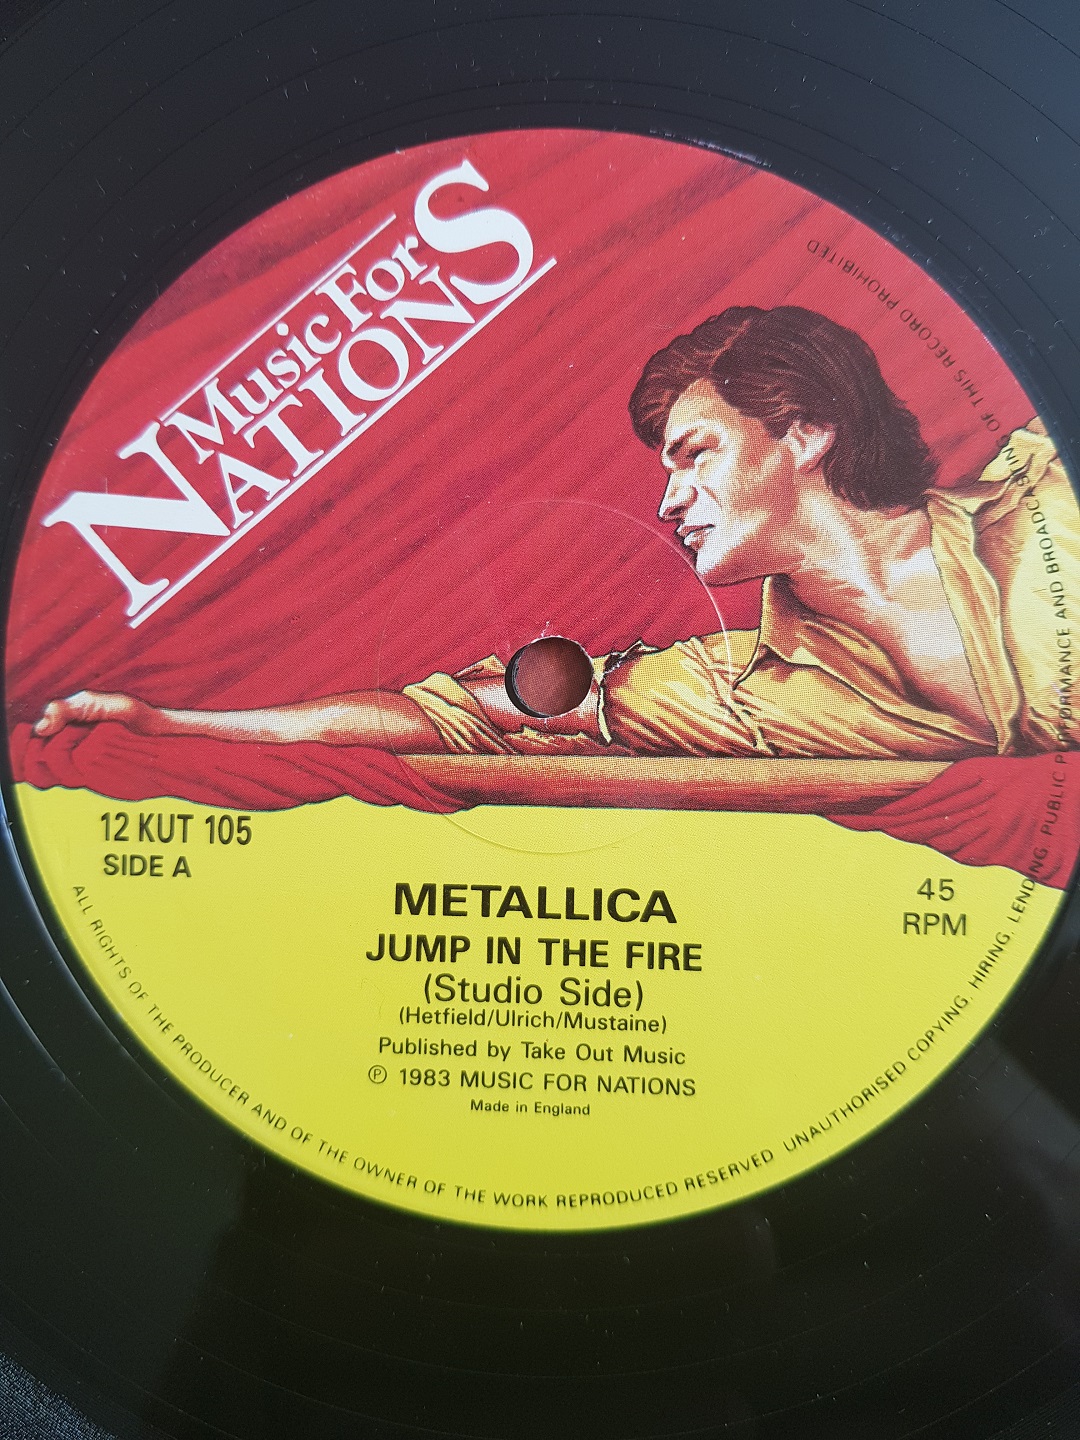 Music For
NATIONS
12 KUT 105
SIDE A
45
RPM
METALLICA
JUMP IN THE FIRE
(Studio Side)
(Hetfield/Ulrich/Mustaine)
Published by Take Out Music
℗ 1983 MUSIC FOR NATIONS
Made in England
ALL RIGHTS OF THE PRODUCER AND OF THE OWNER OF THE WORK REPRODUCED RESERVED UNAUTHORISED COPYING, HIRING, LENDING, PUBLIC PERFORMANCE AND BROADCASTING OF THIS RECORD PROHIBITED